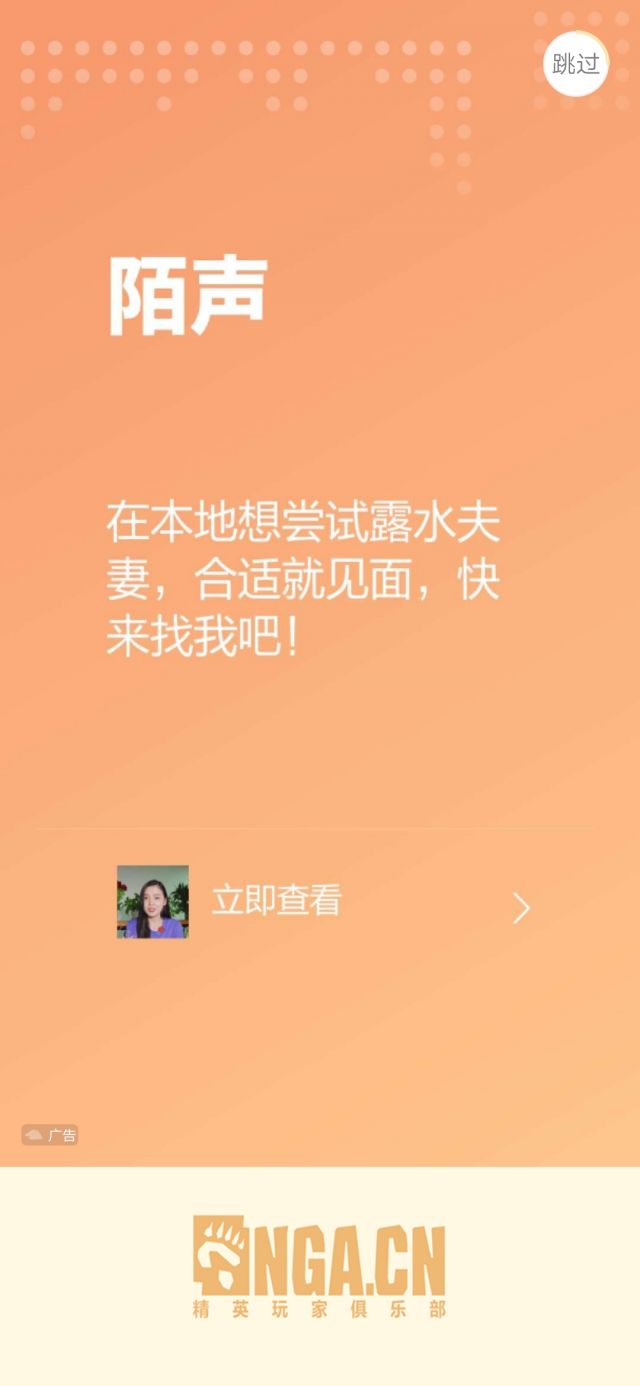 跳过
陌声
在本地想尝试露水夫
妻，合适就见面，快
来找我吧！
立即查看
广告
NGA.CN
精英玩家俱乐部